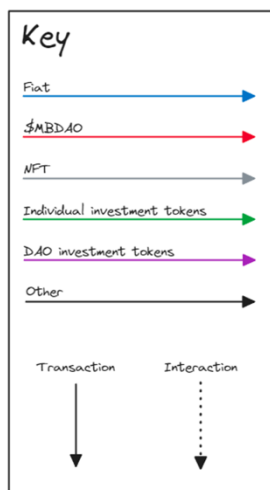 Key
Fiat
$MBDAO
NFT
Individual investment tokens
DAO investment tokens
Other
Transaction Interaction